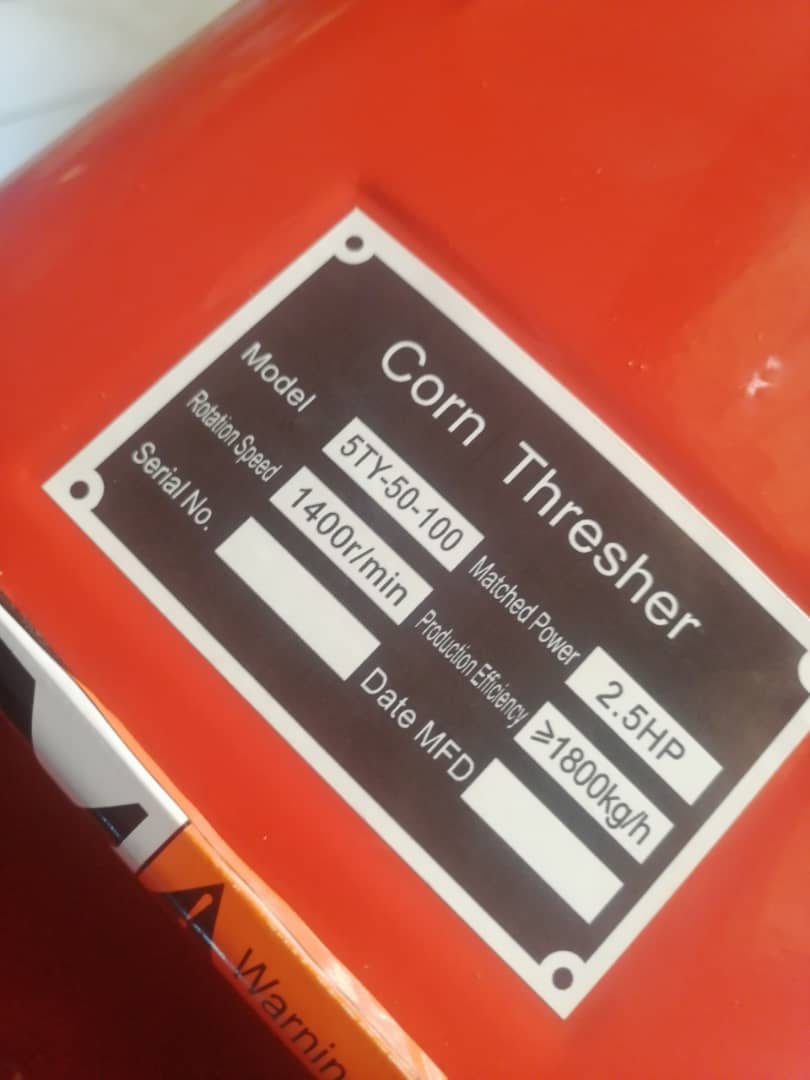 Corn Thresher
Model 5TY-50-100 Matched Power 2.5HP
Rotation Speed 1400r/min Production Efficiency ≥1800kg/h
Serial No. Date MFD
Warnin